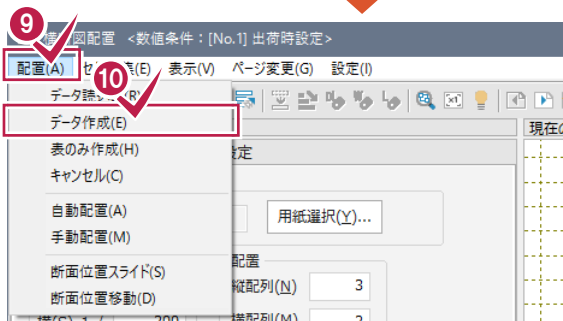 9
図配置 <数値条件：[No.1] 出荷時設定>
配置(A) (E) 表示(V) ページ変更(G) 設定(I)
10
データ読
データ作成(E)
現在の
表のみ作成(H)
定
キャンセル(C)
自動配置(A)
用紙選択(Y)...
手動配置(M)
配置
断面位置スライド(S)
縦配列(N) 3
断面位置移動(D)
200